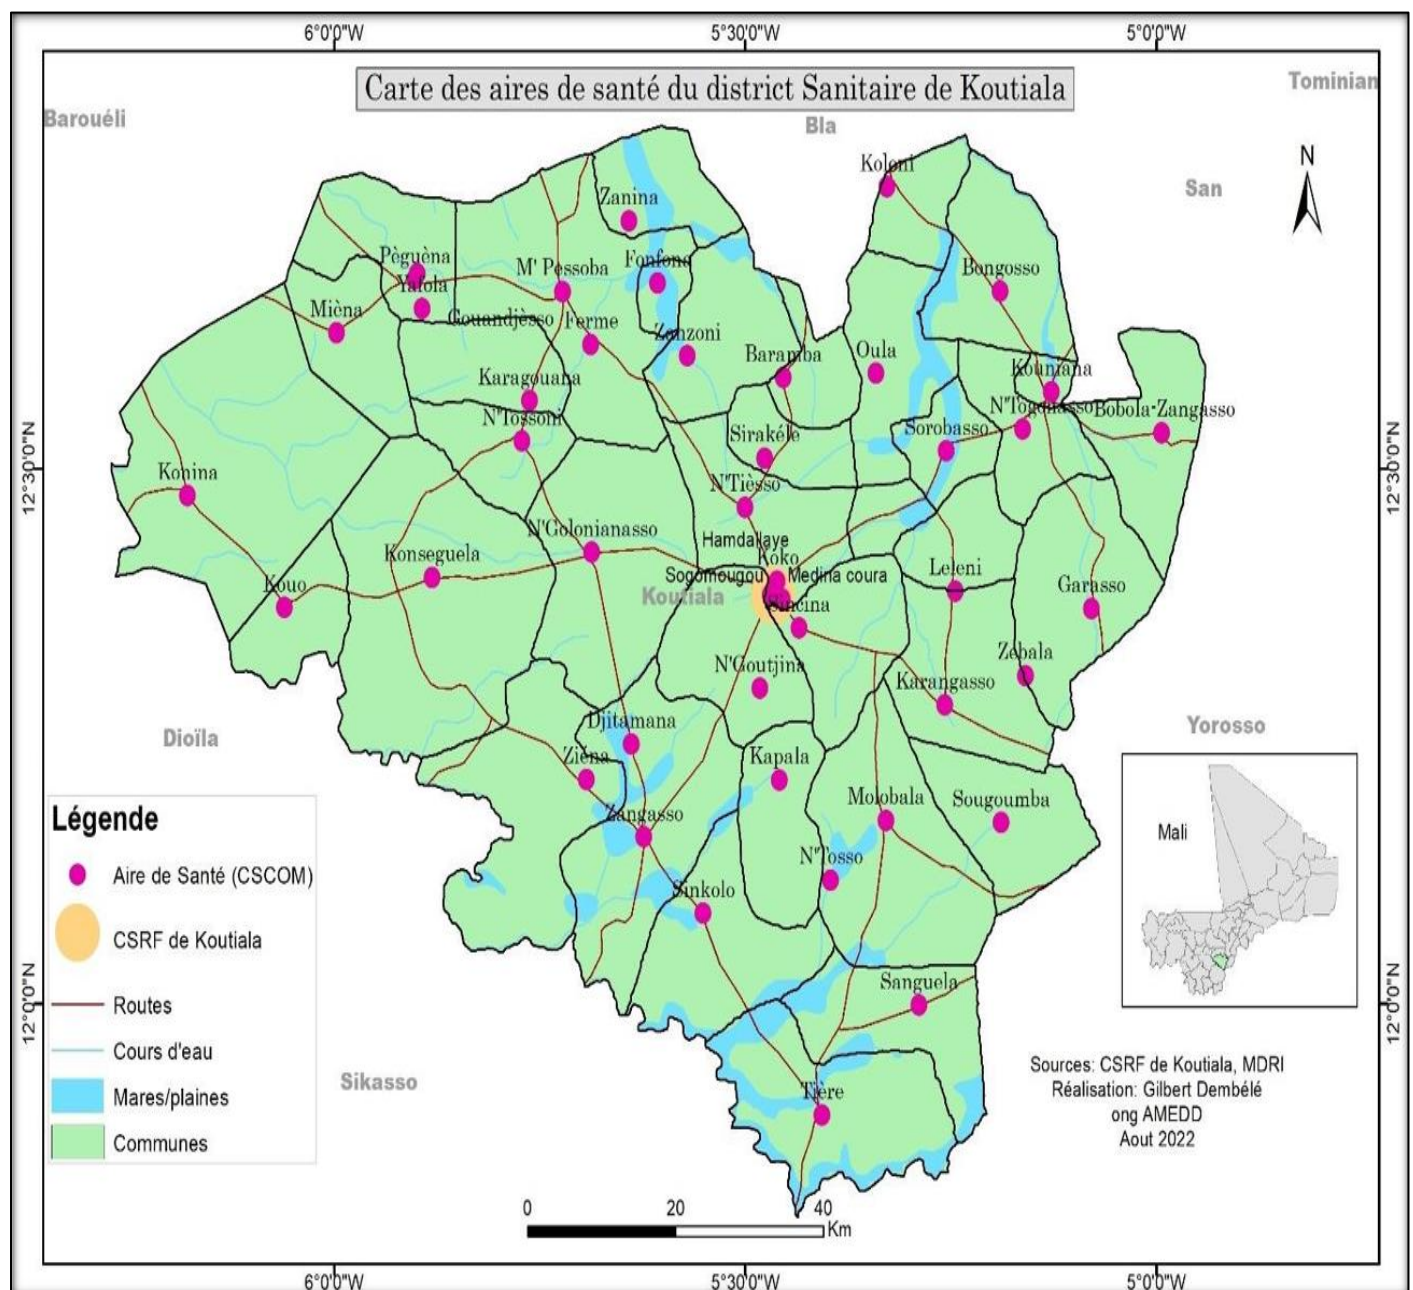 6°0'0"W
5°30'0"W
5°0'0"W
Carte des aires de santé du district Sanitaire de Koutiala
Tominian
Barouéli
Bla
San
N
Koloni
Zanina
Pèguèna
Yafola
M' Pessoba
Fonfona
Bongosso
Mièna
Gouandjèsso
Ferme
Zanzoni
Baramba
Oula
Kouniana
Karagouana
N'Tossoni
N'Togonasso
Bobola-Zangasso
Sirakéle
Sorobasso
12°30'0"N
12°30'0"N
Konina
N'Tièsso
N'Golonianasso
Hamdallaye
Koko
Konseguela
Sogomougou
Medina coura
Leleni
Garasso
Kouo
Koutiala
Sincina
N'Goutjina
Zébala
Karangasso
Dioïla
Djitamana
Yorosso
Ziéna
Kapala
Molobala
Sougoumba
Zangasso
N'Tosso
Sinkolo
Mali
Légende
Aire de Santé (CSCOM)
CSRF de Koutiala
Routes
Cours d'eau
Mares/plaines
Communes
12°0'0"N
12°0'0"N
Sanguela
Sikasso
Tière
Sources: CSRF de Koutiala, MDRI
Réalisation: Gilbert Dembélé
ong AMEDD
Aout 2022
0 20 40
Km
6°0'0"W
5°30'0"W
5°0'0"W